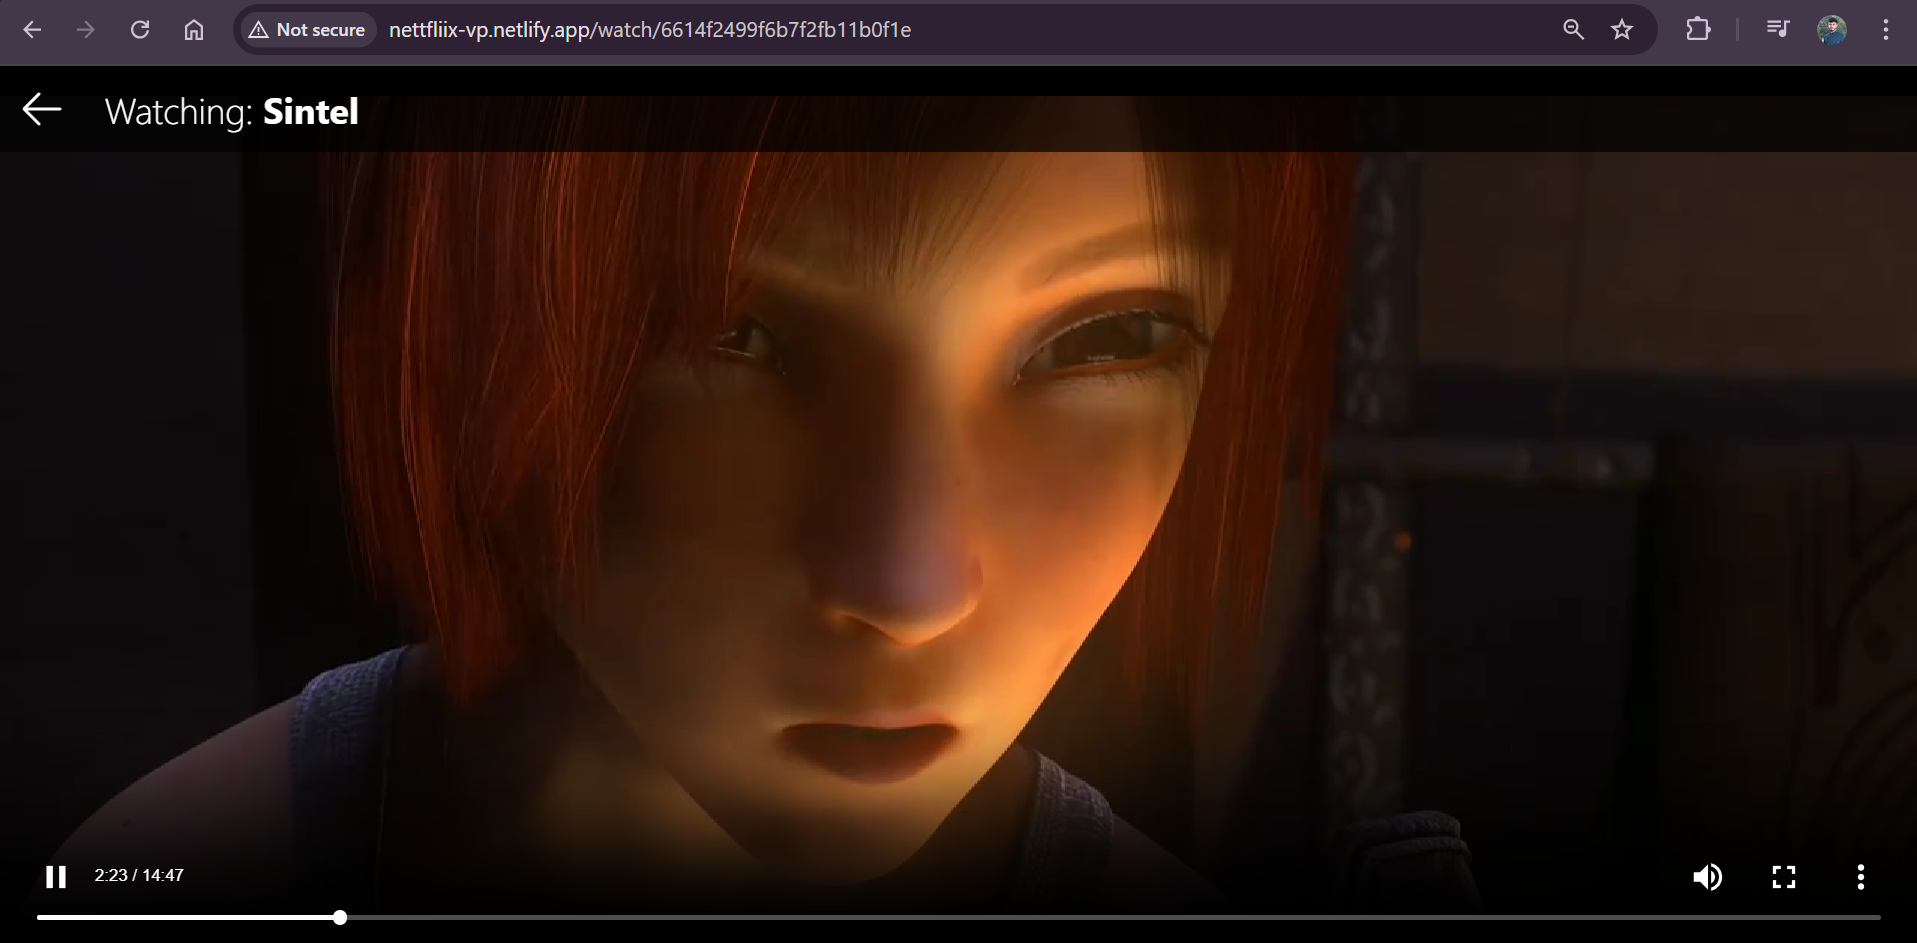 Not secure
nettfliix-vp.netlify.app/watch/6614f2499f6b7f2fb11b0f1e
Watching: Sintel
2:23 / 14:47